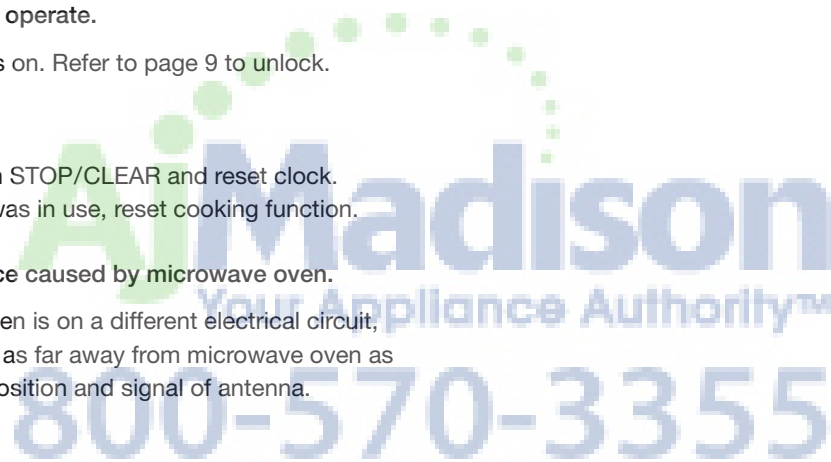 operate.
s on. Refer to page 9 to unlock.
STOP/CLEAR and reset clock.
was in use, reset cooking function.
ce caused by microwave oven.
en is on a different electrical circuit,
as far away from microwave oven as
osition and signal of antenna.
AjMadison
Your Appliance Authority™
800-570-3355